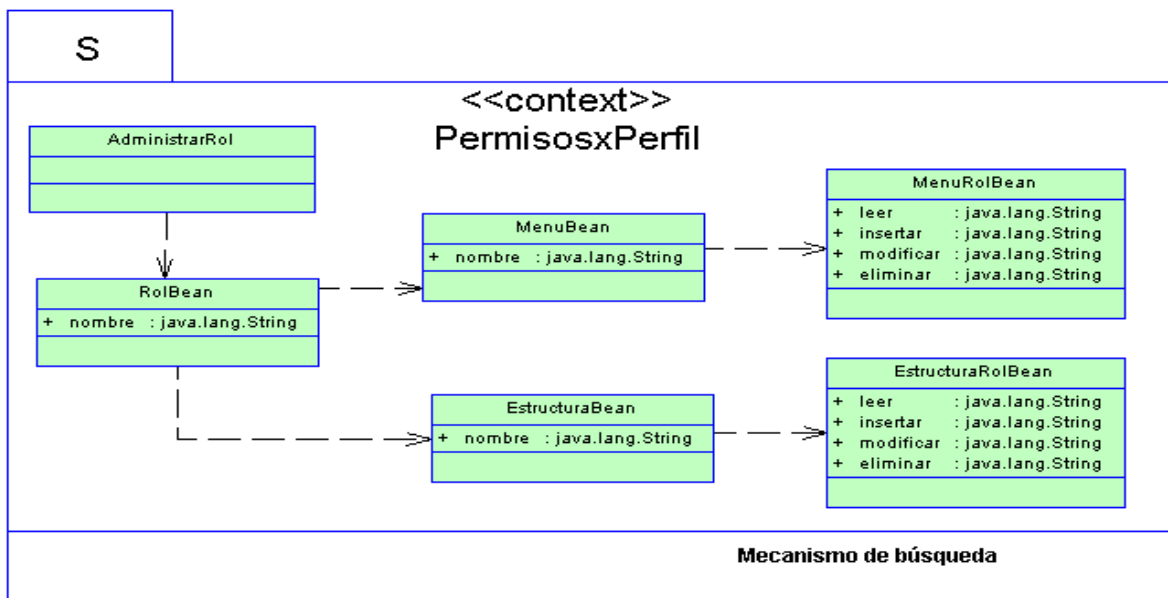 S
<<context>>
PermisosxPerfil
AdministrarRol
RolBean
+ nombre : java.lang.String
MenuBean
+ nombre : java.lang.String
MenuRolBean
+ leer : java.lang.String
+ insertar : java.lang.String
+ modificar : java.lang.String
+ eliminar : java.lang.String
EstructuraBean
+ nombre : java.lang.String
EstructuraRolBean
+ leer : java.lang.String
+ insertar : java.lang.String
+ modificar : java.lang.String
+ eliminar : java.lang.String
Mecanismo de búsqueda